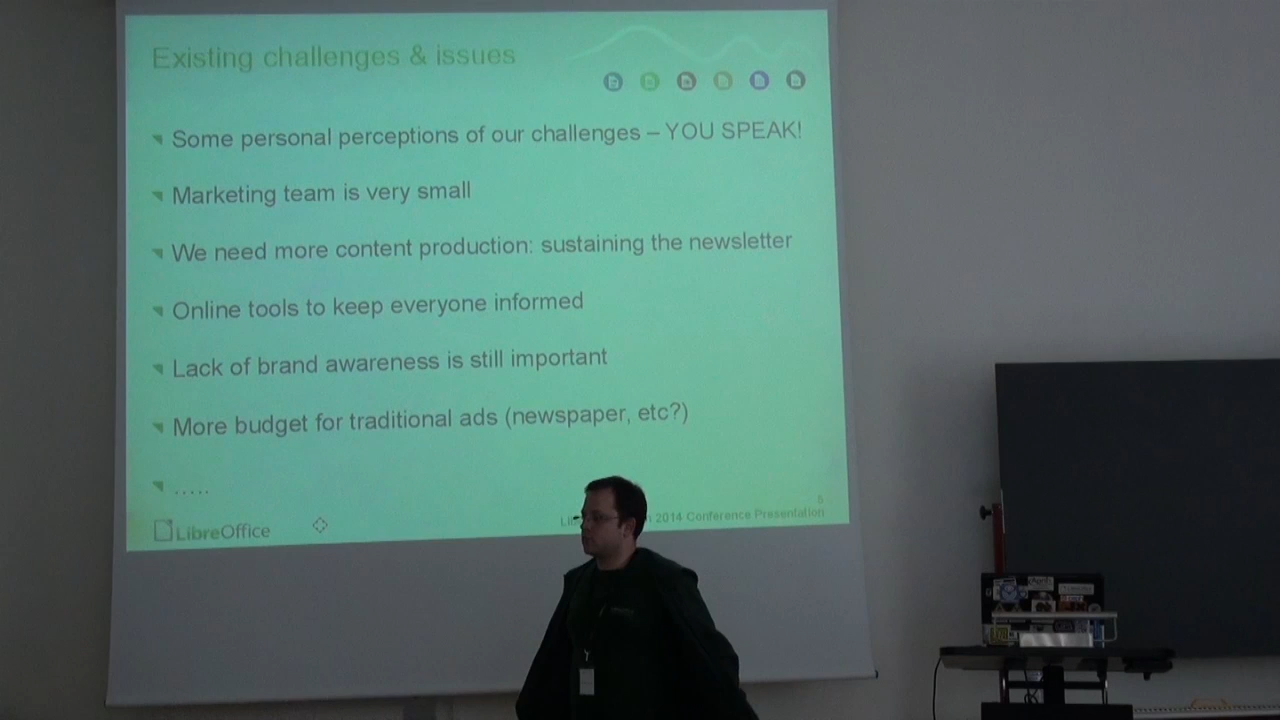 Existing challenges & issues
Some personal perceptions of our challenges – YOU SPEAK!
Marketing team is very small
We need more content production: sustaining the newsletter
Online tools to keep everyone informed
Lack of brand awareness is still important
More budget for traditional ads (newspaper, etc?)
.....
5
LibreOffice
2014 Conference Presentation